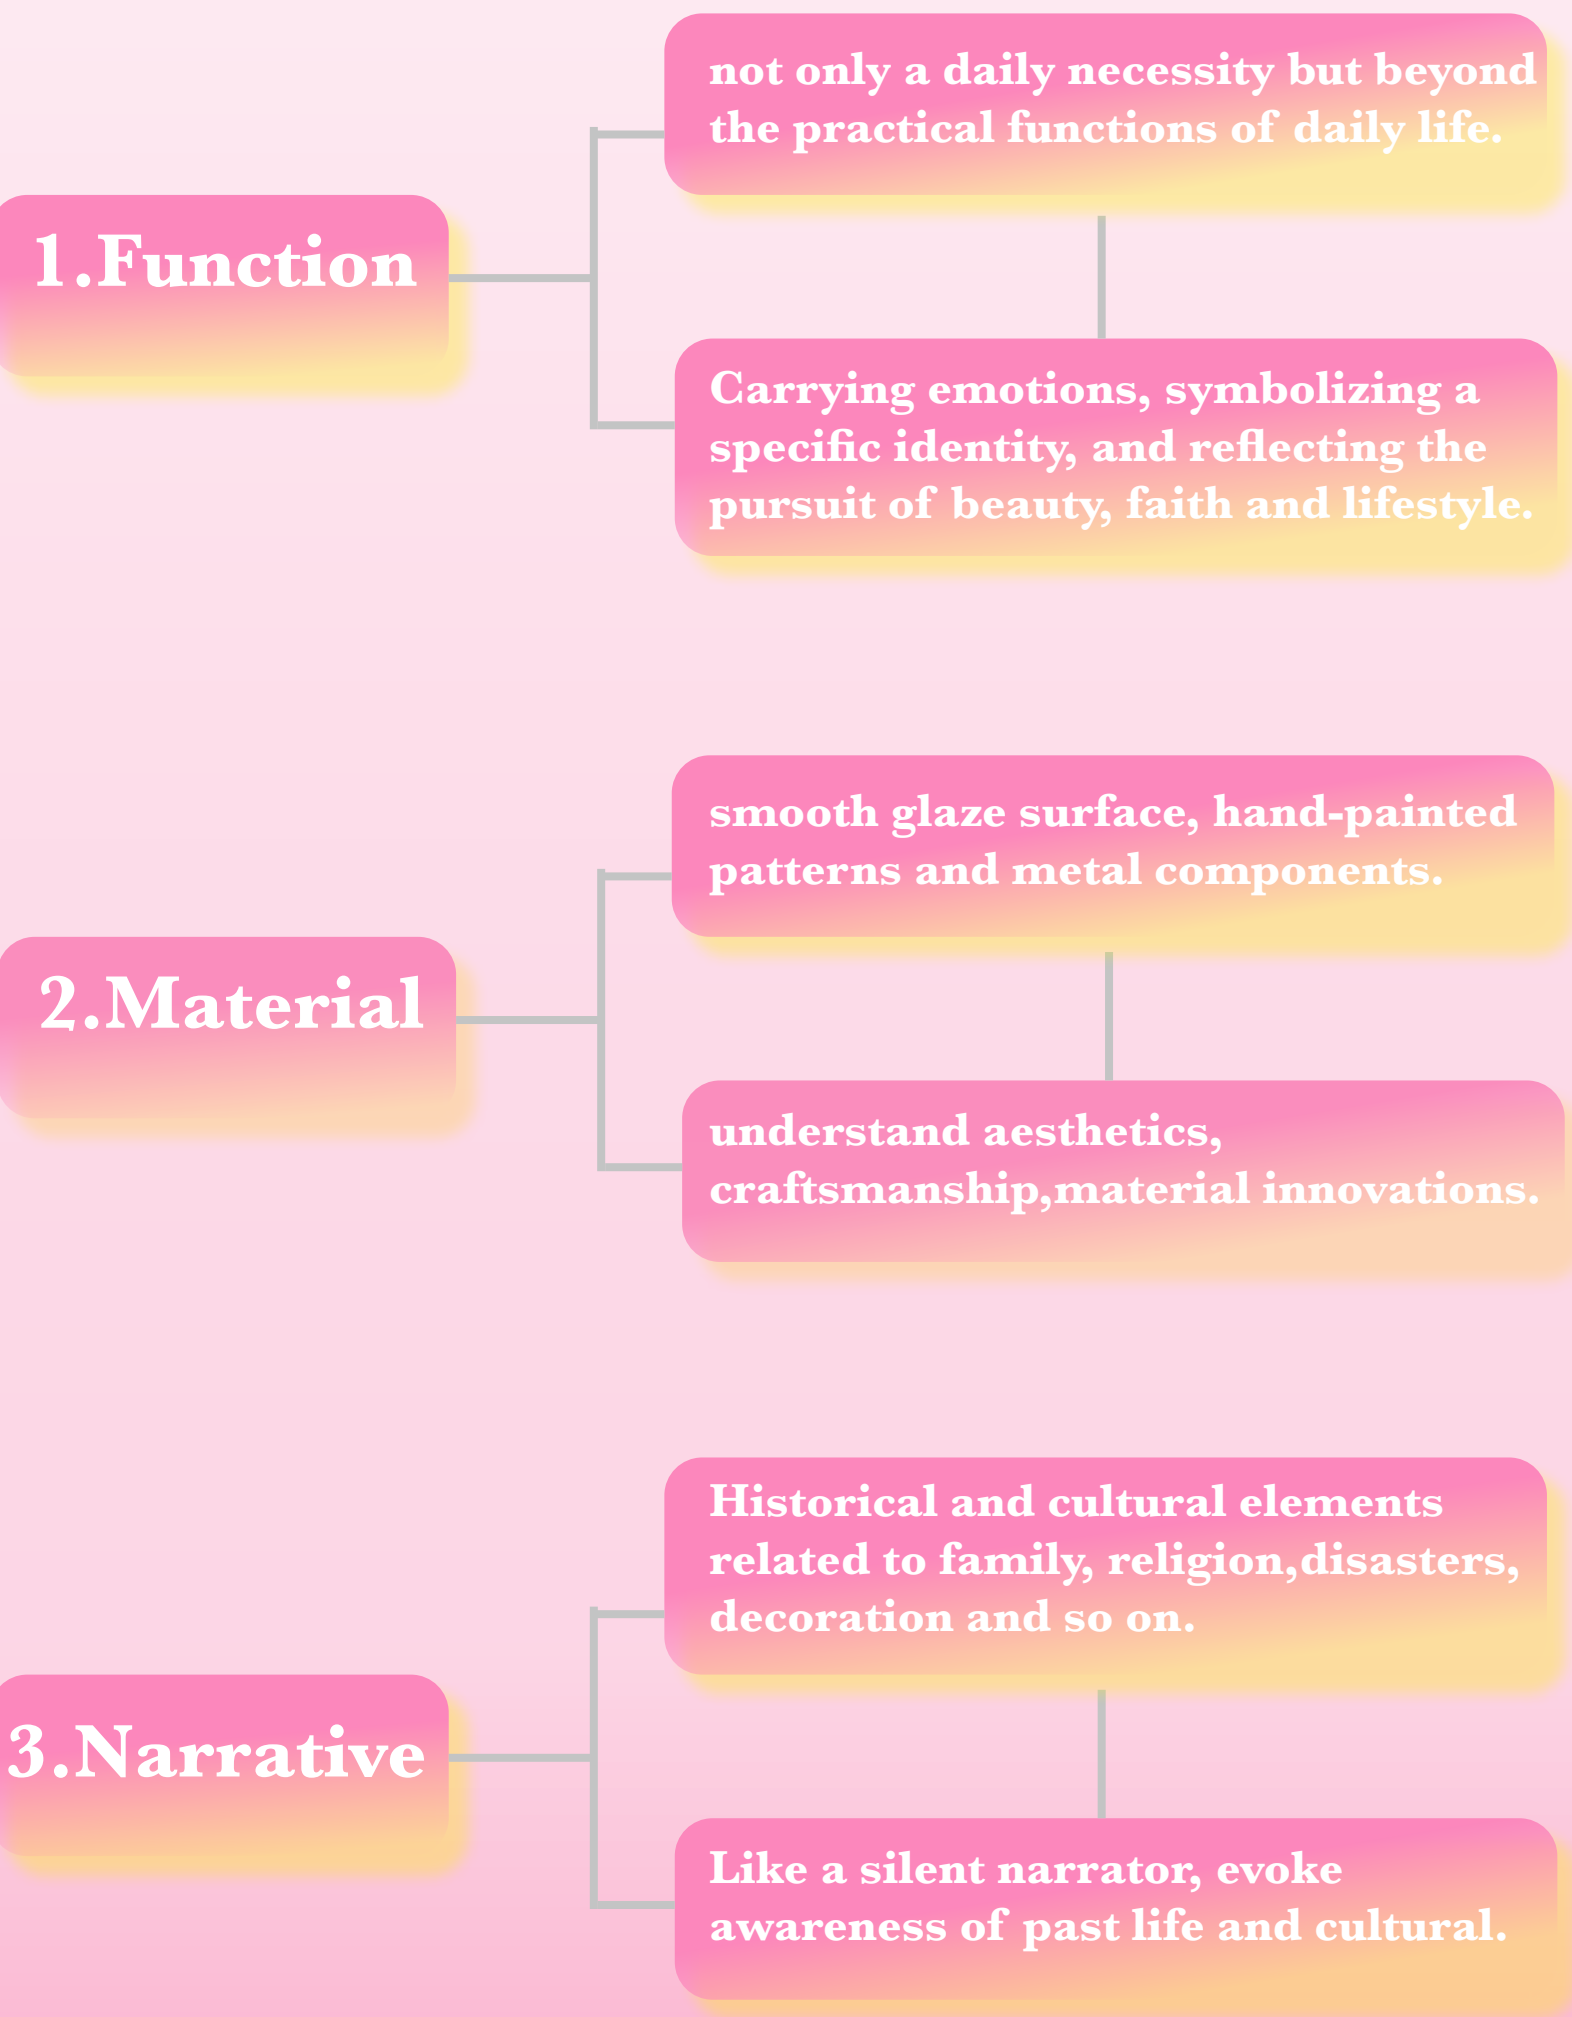 1.Function
not only a daily necessity but beyond
the practical functions of daily life.
Carrying emotions, symbolizing a
specific identity, and reflecting the
pursuit of beauty, faith and lifestyle.
2.Material
smooth glaze surface, hand-painted
patterns and metal components.
understand aesthetics,
craftsmanship,material innovations.
3.Narrative
Historical and cultural elements
related to family, religion,disasters,
decoration and so on.
Like a silent narrator, evoke
awareness of past life and cultural.